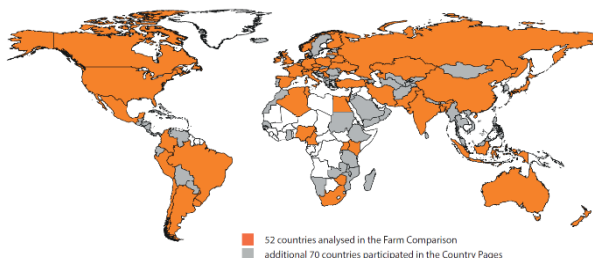 52 countries analysed in the Farm Comparison
additional 70 countries participated in the Country Pages